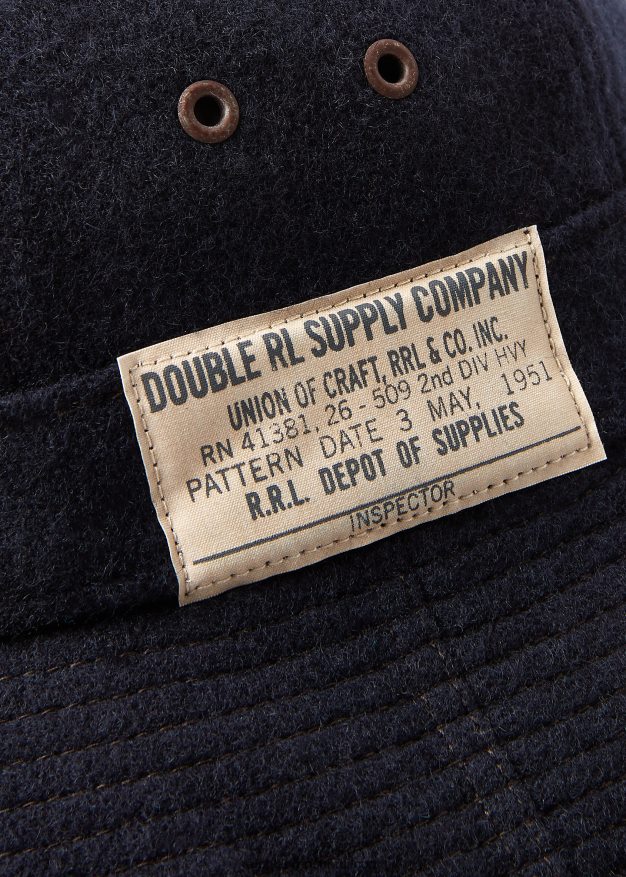 DOUBLE RL SUPPLY COMPANY
UNION OF CRAFT, RRL & CO. INC.
RN 41381, 26 - 509 2nd DIV HVY
PATTERN DATE 3 MAY, 1951
R.R.L. DEPOT OF SUPPLIES
INSPECTOR